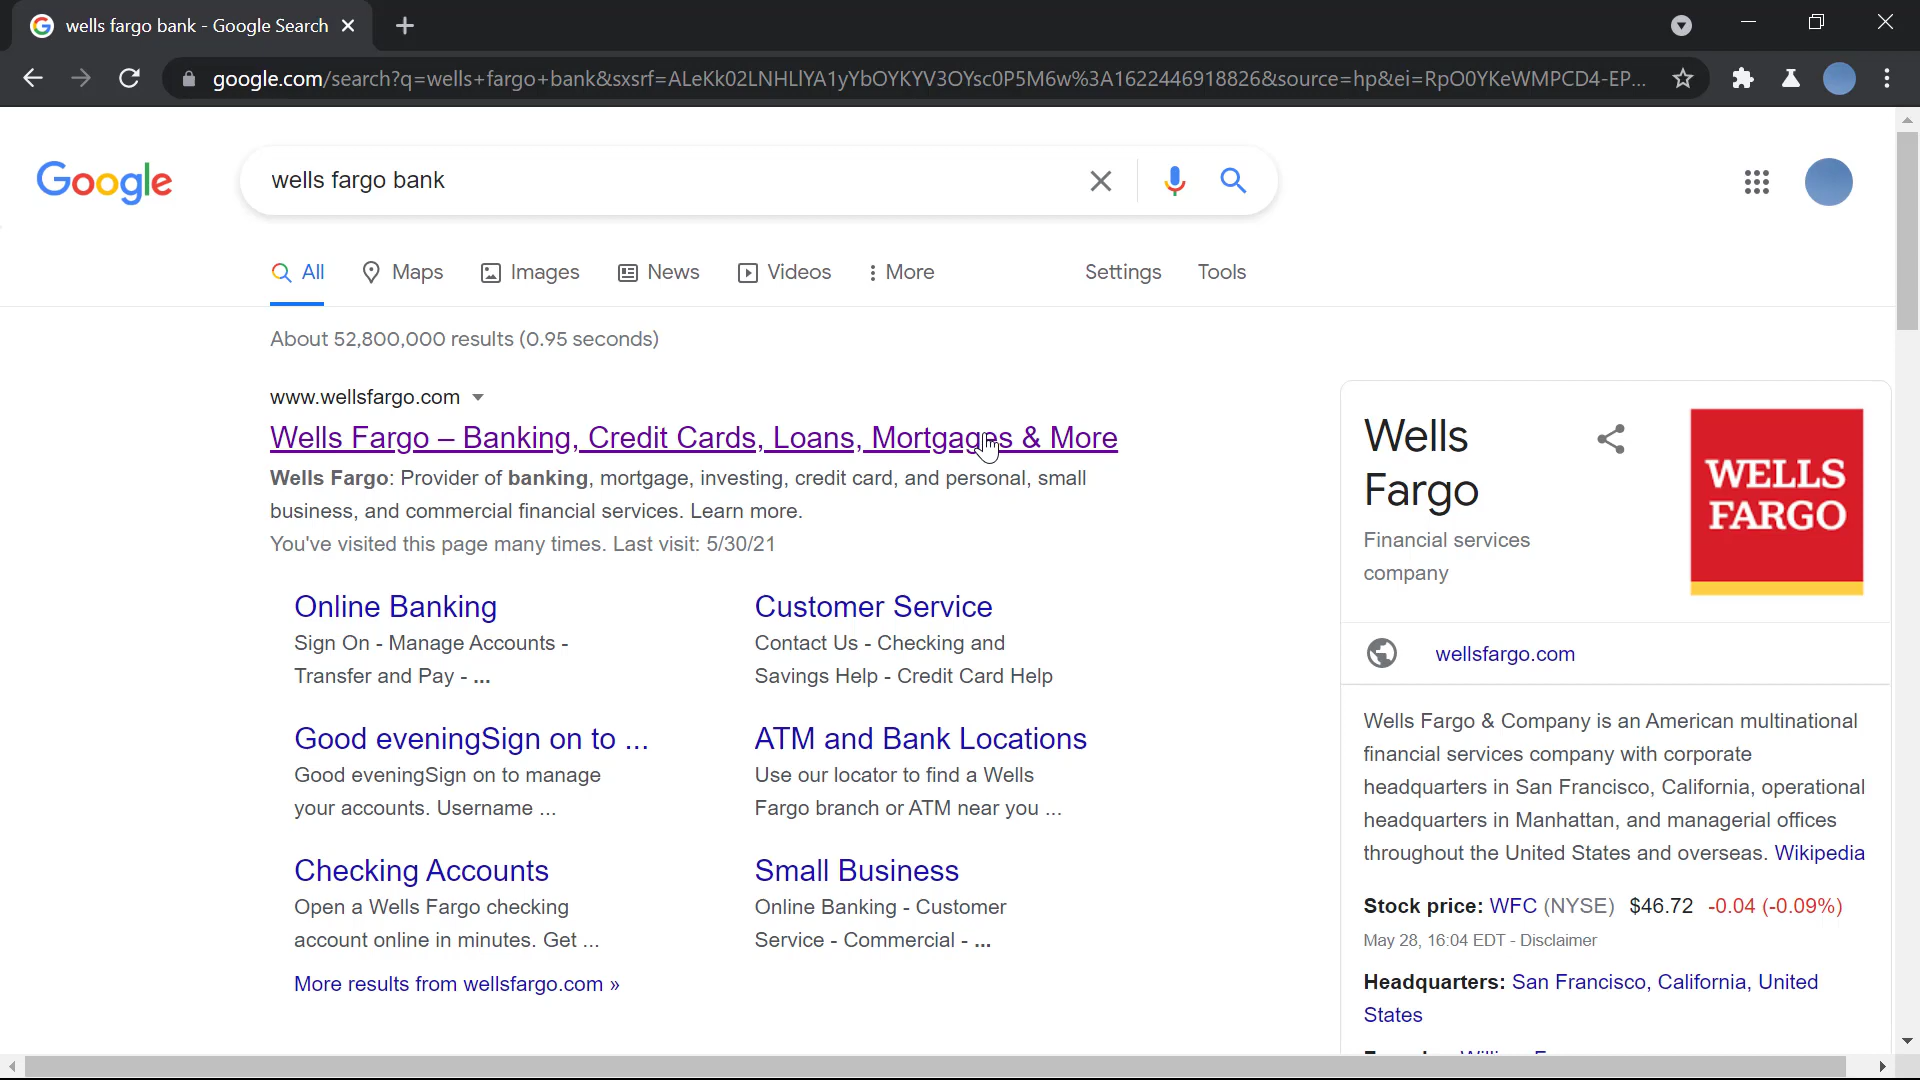 wells fargo bank - Google Search
google.com/search?q=wells+fargo+bank&sxsrf=ALeKk02LNHLlYA1yYbOYKYV3OYsc0P5M6w%3A1622446918826&source=hp&ei=RpO0YKeWMPCD4-EP...
Google
wells fargo bank
All Maps Images News Videos More Settings Tools
About 52,800,000 results (0.95 seconds)
www.wellsfargo.com
Wells Fargo – Banking, Credit Cards, Loans, Mortgages & More
Wells Fargo: Provider of banking, mortgage, investing, credit card, and personal, small
business, and commercial financial services. Learn more.
You've visited this page many times. Last visit: 5/30/21
Online Banking
Sign On - Manage Accounts -
Transfer and Pay - ...
Customer Service
Contact Us - Checking and
Savings Help - Credit Card Help
Good eveningSign on to ...
Good eveningSign on to manage
your accounts. Username ...
ATM and Bank Locations
Use our locator to find a Wells
Fargo branch or ATM near you ...
Checking Accounts
Open a Wells Fargo checking
account online in minutes. Get ...
Small Business
Online Banking - Customer
Service - Commercial - ...
More results from wellsfargo.com »
Wells
Fargo
Financial services
company
WELLS
FARGO
wellsfargo.com
Wells Fargo & Company is an American multinational
financial services company with corporate
headquarters in San Francisco, California, operational
headquarters in Manhattan, and managerial offices
throughout the United States and overseas. Wikipedia
Stock price: WFC (NYSE) $46.72 -0.04 (-0.09%)
May 28, 16:04 EDT - Disclaimer
Headquarters: San Francisco, California, United
States